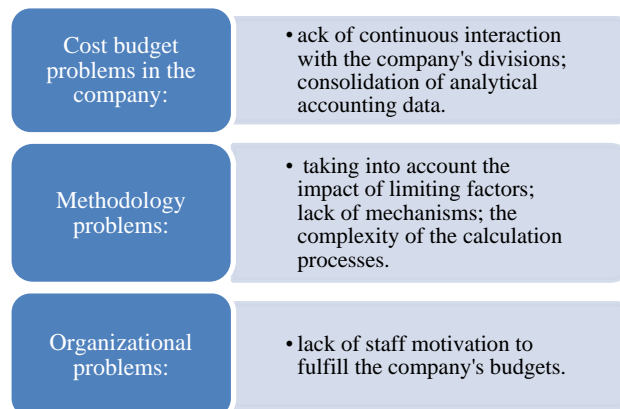 Cost budget
problems in the
company:
• ack of continuous interaction
with the company's divisions;
consolidation of analytical
accounting data.
Methodology
problems:
• taking into account the
impact of limiting factors;
lack of mechanisms; the
complexity of the calculation
processes.
Organizational
problems:
• lack of staff motivation to
fulfill the company's budgets.